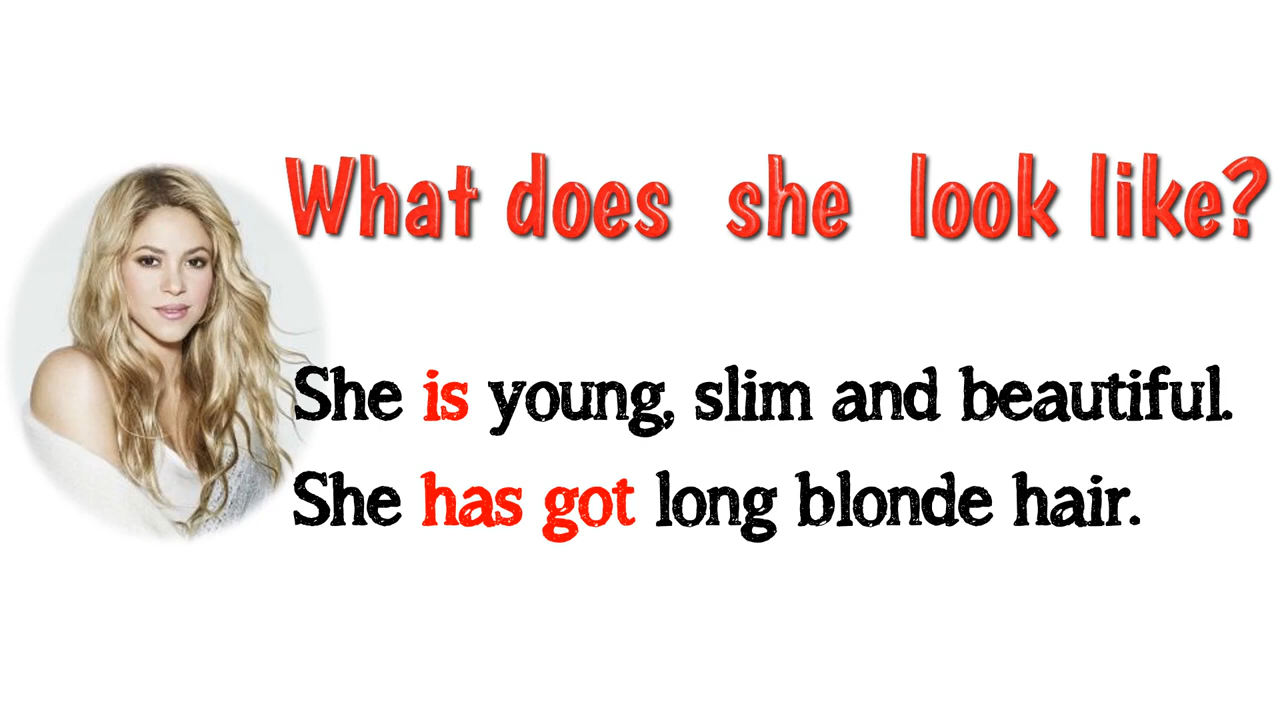 What does she look like?
She is young, slim and beautiful.
She has got long blonde hair.